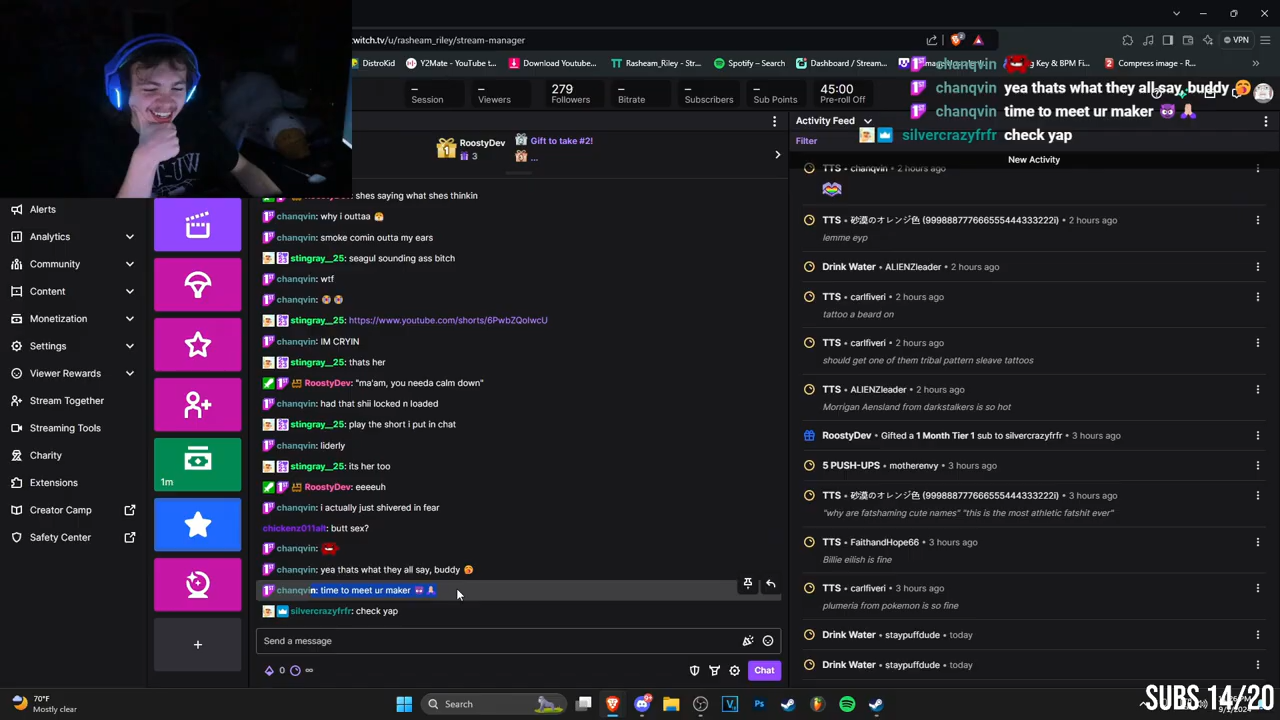 twitch.tv/u/rasheam_riley/stream-manager
VPN
DistroKid
Y2Mate - YouTube t...
Download Youtube...
Rasheam_Riley - St...
Spotify – Search
Dashboard / Stream...
Key & BPM Fi...
Compress image - R...
chanqvin
chanqvin yea thats what they all say, buddy
chanqvin time to meet ur maker
silvercrazyfrfr check yap
– Session
– Viewers
279 Followers
– Bitrate
– Subscribers
– Sub Points
45:00 Pre-roll Off
Activity Feed
Filter
New Activity
RoostyDev
3
Gift to take #2!
...
Alerts
Analytics
Community
Content
Monetization
Settings
Viewer Rewards
Stream Together
Streaming Tools
Charity
Extensions
Creator Camp
Safety Center
1m
+
RoostyDev: shes saying what shes thinkin
chanqvin: why i outtaa
chanqvin: smoke comin outta my ears
stingray__25: seagul sounding ass bitch
chanqvin: wtf
chanqvin:
stingray__25: https://www.youtube.com/shorts/6PwbZQolwcU
chanqvin: IM CRYIN
stingray__25: thats her
RoostyDev: "ma'am, you needa calm down"
chanqvin: had that shii locked n loaded
stingray__25: play the short i put in chat
chanqvin: liderly
stingray__25: its her too
RoostyDev: eeeeuh
chanqvin: i actually just shivered in fear
chickenz011alt: butt sex?
chanqvin:
chanqvin: yea thats what they all say, buddy
chanqvin: time to meet ur maker
silvercrazyfrfr: check yap
Send a message
0
∞
Chat
TTS • chanqvin • 2 hours ago
TTS • 砂漠のオレンジ色 (999888777666555444333222i) • 2 hours ago
lemme eyp
Drink Water • ALIENZleader • 2 hours ago
TTS • carlfiveri • 2 hours ago
tattoo a beard on
TTS • carlfiveri • 2 hours ago
should get one of them tribal pattern sleave tattoos
TTS • ALIENZleader • 2 hours ago
Morrigan Aensland from darkstalkers is so hot
RoostyDev • Gifted a 1 Month Tier 1 sub to silvercrazyfrfr • 3 hours ago
5 PUSH-UPS • motherenvy • 3 hours ago
TTS • 砂漠のオレンジ色 (999888777666555444333222i) • 3 hours ago
"why are fatshaming cute names" "this is the most athletic fatshit ever"
TTS • FaithandHope66 • 3 hours ago
Billie eilish is fine
TTS • carlfiveri • 3 hours ago
plumeria from pokemon is so fine
Drink Water • staypuffdude • today
Drink Water • staypuffdude • today
70°F
Mostly clear
Search
SUBS 14/20